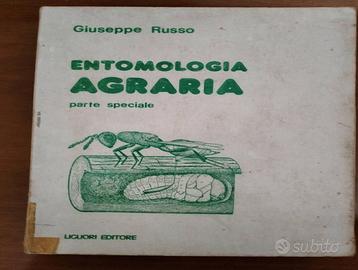 Giuseppe Russo
ENTOMOLOGIA
AGRARIA
parte speciale
LIGUORI EDITORE
subito